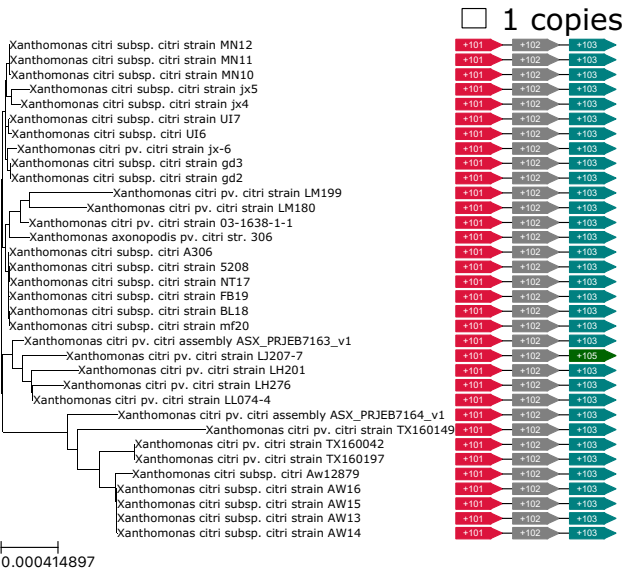 1 copies
Xanthomonas citri subsp. citri strain MN12 +101 +102 +103
Xanthomonas citri subsp. citri strain MN11 +101 +102 +103
Xanthomonas citri subsp. citri strain MN10 +101 +102 +103
Xanthomonas citri subsp. citri strain jx5 +101 +102 +103
Xanthomonas citri subsp. citri strain jx4 +101 +102 +103
Xanthomonas citri subsp. citri strain UI7 +101 +102 +103
Xanthomonas citri subsp. citri UI6 +101 +102 +103
Xanthomonas citri pv. citri strain jx-6 +101 +102 +103
Xanthomonas citri subsp. citri strain gd3 +101 +102 +103
Xanthomonas citri subsp. citri strain gd2 +101 +102 +103
Xanthomonas citri pv. citri strain LM199 +101 +102 +103
Xanthomonas citri pv. citri strain LM180 +101 +102 +103
Xanthomonas citri pv. citri strain 03-1638-1-1 +101 +102 +103
Xanthomonas axonopodis pv. citri str. 306 +101 +102 +103
Xanthomonas citri subsp. citri A306 +101 +102 +103
Xanthomonas citri subsp. citri strain 5208 +101 +102 +103
Xanthomonas citri subsp. citri strain NT17 +101 +102 +103
Xanthomonas citri subsp. citri strain FB19 +101 +102 +103
Xanthomonas citri subsp. citri strain BL18 +101 +102 +103
Xanthomonas citri subsp. citri strain mf20 +101 +102 +103
Xanthomonas citri pv. citri assembly ASX_PRJEB7163_v1 +101 +102 +103
Xanthomonas citri pv. citri strain LJ207-7 +101 +102 +105
Xanthomonas citri pv. citri strain LH201 +101 +102 +103
Xanthomonas citri pv. citri strain LH276 +101 +102 +103
Xanthomonas citri pv. citri strain LL074-4 +101 +102 +103
Xanthomonas citri pv. citri assembly ASX_PRJEB7164_v1 +101 +102 +103
Xanthomonas citri pv. citri strain TX160149 +101 +102 +103
Xanthomonas citri pv. citri strain TX160042 +101 +102 +103
Xanthomonas citri pv. citri strain TX160197 +101 +102 +103
Xanthomonas citri subsp. citri Aw12879 +101 +102 +103
Xanthomonas citri subsp. citri strain AW16 +101 +102 +103
Xanthomonas citri subsp. citri strain AW15 +101 +102 +103
Xanthomonas citri subsp. citri strain AW13 +101 +102 +103
Xanthomonas citri subsp. citri strain AW14 +101 +102 +103
0.000414897